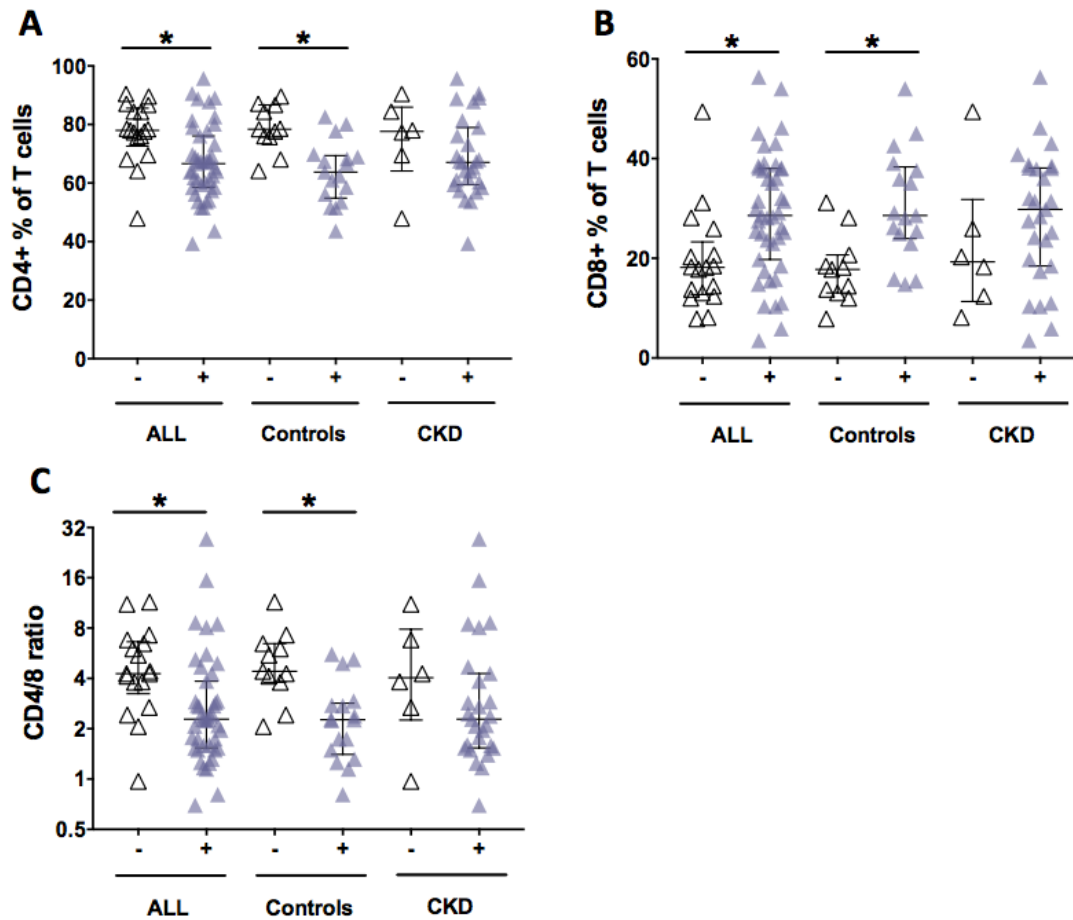 A
B
* *
* *
CD4+ % of T cells
100
80
60
40
20
0
- + - + - +
ALL Controls CKD
CD8+ % of T cells
60
40
20
0
- + - + - +
ALL Controls CKD
C
* *
CD4/8 ratio
32
16
8
4
2
1
0.5
- + - + - +
ALL Controls CKD